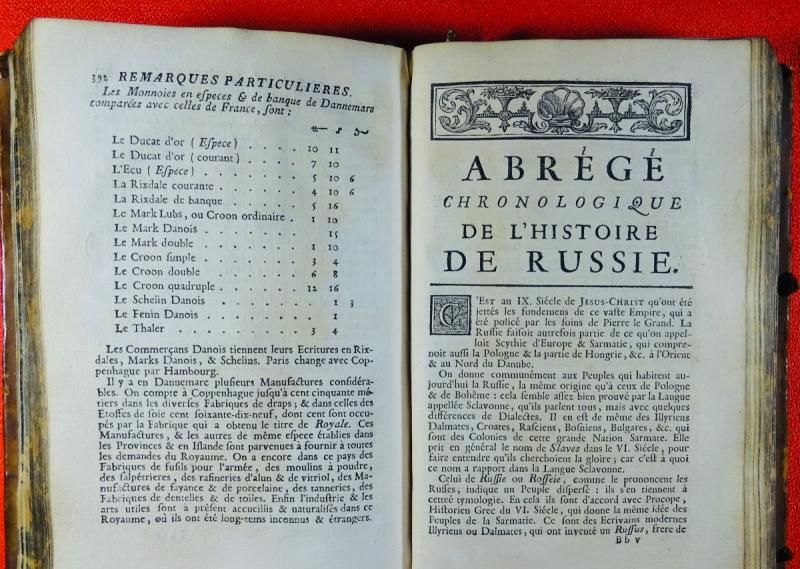 392 REMARQUES PARTICULIERES.
Les Monnoies en eſpeces & de banque de Dannemarc
comparées avec celles de France, ſont :
Le Ducat d'or ( Eſpece ) . . . . 10 11
Le Ducat d'or ( courant ) . . . . 7 10
L'Ecu ( Eſpece ) . . . . . . . 5 10 6
La Rixdale courante . . . . . . 4 10 6
La Rixdale de banque . . . . . . 5 16
Le Mark Lubs, ou Croon ordinaire . 1 10
Le Mark Danois . . . . . . . 15
Le Mark double . . . . . . . 1 10
Le Croon ſimple . . . . . . . 3 4
Le Croon double . . . . . . . 6 8
Le Croon quadruple . . . . . . 12 16
Le Schelin Danois . . . . . . . 1 3
Le Fenin Danois . . . . . . . 1
Le Thaler . . . . . . . . 3 4
Les Commerçans Danois tiennent leurs Ecritures en Rix-
dales, Marks Danois, & Schelins. Paris change avec Cop-
penhague par Hambourg.
Il y a en Dannemarc pluſieurs Manufactures conſidéra-
bles. On compte à Coppenhague juſqu'à cent cinquante mé-
tiers dans les diverſes Fabriques de draps ; & dans celles des
Etoffes de ſoie cent ſoixante-dix-neuf, dont cent ſont occu-
pés par la Fabrique qui a obtenu le titre de Royale. Ces
Manufactures, & les autres de même eſpece établies dans
les Provinces & en Iſlande ſont parvenues à fournir à toutes
les demandes du Royaume. On a encore dans ce pays des
Fabriques de fuſils pour l'armée, des moulins à poudre,
des ſalpétrieres, des rafineries d'alun & de vitriol, des Ma-
nufactures de fayance & de porcelaine, des tanneries, des
Fabriques de dentelles & de toiles. Enfin l'induſtrie & les
arts utiles ſont à préſent accueillis & naturaliſés dans ce
Royaume, où ils ont été long-tems inconnus & étrangers.
ABRÉGÉ
CHRONOLOGIQUE
DE L'HISTOIRE
DE RUSSIE.
C'EST au IX. Siécle de JESUS-CHRIST qu'ont été
jettés les fondemens de ce vaſte Empire, qui a
été policé par les ſoins de Pierre le Grand. La
Ruſſie faiſoit autrefois partie de ce qu'on appel-
loit Scythie d'Europe & Sarmatie, qui compre-
noit auſſi la Pologne & la partie de Hongrie, &c. à l'Orient
& au Nord du Danube.
On donne communément aux Peuples qui habitent au-
jourd'hui la Ruſſie, la même origine qu'à ceux de Pologne
& de Bohême : cela ſemble aſſez bien prouvé par la Langue
appellée Sclavonne, qu'ils parlent tous, mais avec quelques
différences de Dialectes. Il en eſt de même des Illyriens
Dalmates, Croates, Raſciens, Boſniens, Bulgares, &c. qui
ſont des Colonies de cette grande Nation Sarmate. Elle
prit en général le nom de Slaves dans le VI. Siécle, pour
faire entendre qu'ils cherchoient la gloire ; car c'eſt à quoi
ce nom a rapport dans la Langue Sclavonne.
Celui de Ruſſie ou Roſſeie, comme le prononcent les
Ruſſes, indique un Peuple diſperſé : ils s'en tiennent à
cette tymologie. En cela ils ſont d'accord avec Procope,
Hiſtorien Grec du VI. Siécle, qui donne la même idée des
Peuples de la Sarmatie. Ce ſont des Ecrivains modernes
Illyriens ou Dalmates, qui ont inventé un Ruſſus, frere de
B b v